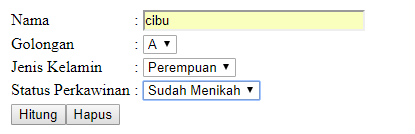 Nama : cibu
Golongan : A
Jenis Kelamin : Perempuan
Status Perkawinan : Sudah Menikah
Hitung Hapus